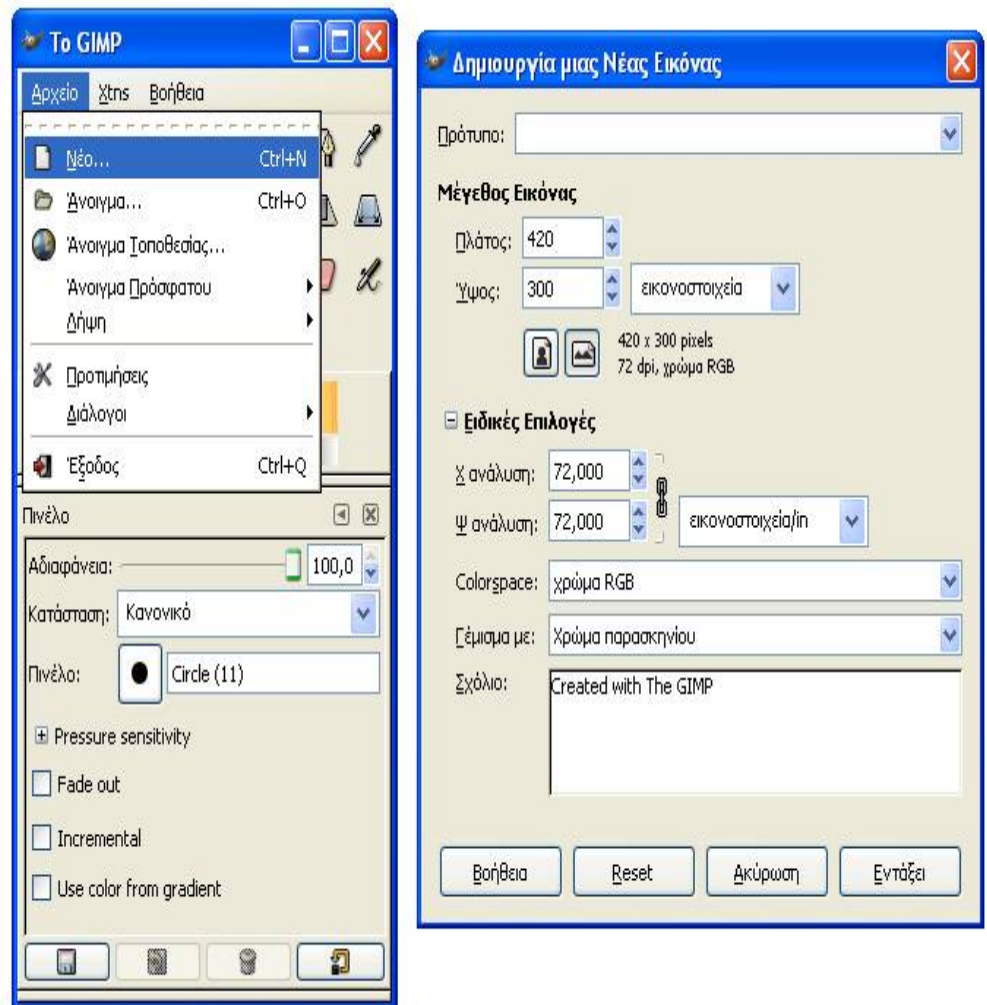 Το GIMP
Αρχείο Xtns Βοήθεια
Νέο... Ctrl+N
Άνοιγμα... Ctrl+O
Άνοιγμα Τοποθεσίας...
Άνοιγμα Πρόσφατου
Λήψη
Προτιμήσεις
Διάλογοι
Έξοδος Ctrl+Q
Πινέλο
Αδιαφάνεια: 100,0
Κατάσταση: Κανονικό
Πινέλο: Circle (11)
Pressure sensitivity
Fade out
Incremental
Use color from gradient
Δημιουργία μιας Νέας Εικόνας
Πρότυπο:
Μέγεθος Εικόνας
Πλάτος: 420
Ύψος: 300 εικονοστοιχεία
420 x 300 pixels
72 dpi, χρώμα RGB
Ειδικές Επιλογές
Χ ανάλυση: 72,000
Ψ ανάλυση: 72,000 εικονοστοιχεία/in
Colorspace: χρώμα RGB
Γέμισμα με: Χρώμα παρασκηνίου
Σχόλιο: Created with The GIMP
Βοήθεια Reset Ακύρωση Εντάξει